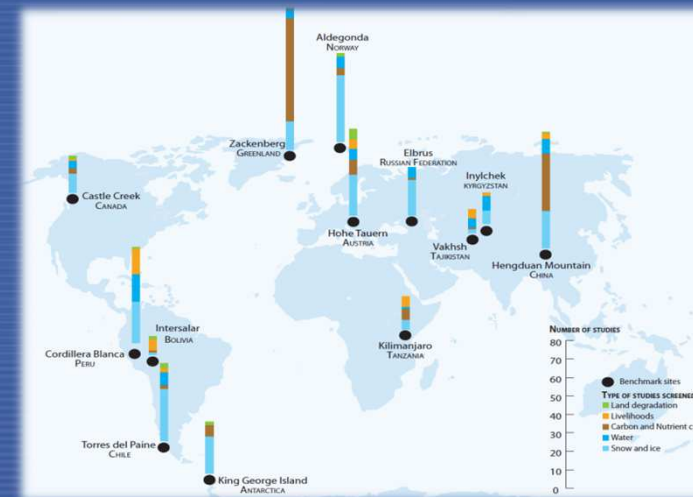 Aldegonda
NORWAY
Zackenberg
GREENLAND
Elbrus
RUSSIAN FEDERATION
Inylchek
KYRGYZSTAN
Castle Creek
CANADA
Hohe Tauern
AUSTRIA
Vakhsh
TAJIKISTAN
Hengduan Mountain
CHINA
Intersalar
BOLIVIA
Cordillera Blanca
PERU
Kilimanjaro
TANZANIA
Torres del Paine
CHILE
King George Island
ANTARCTICA
NUMBER OF STUDIES
80
70
60
50
40
30
20
10
0
Benchmark sites
TYPE OF STUDIES SCREENED
Land degradation
Livelihoods
Carbon and Nutrient c
Water
Snow and ice